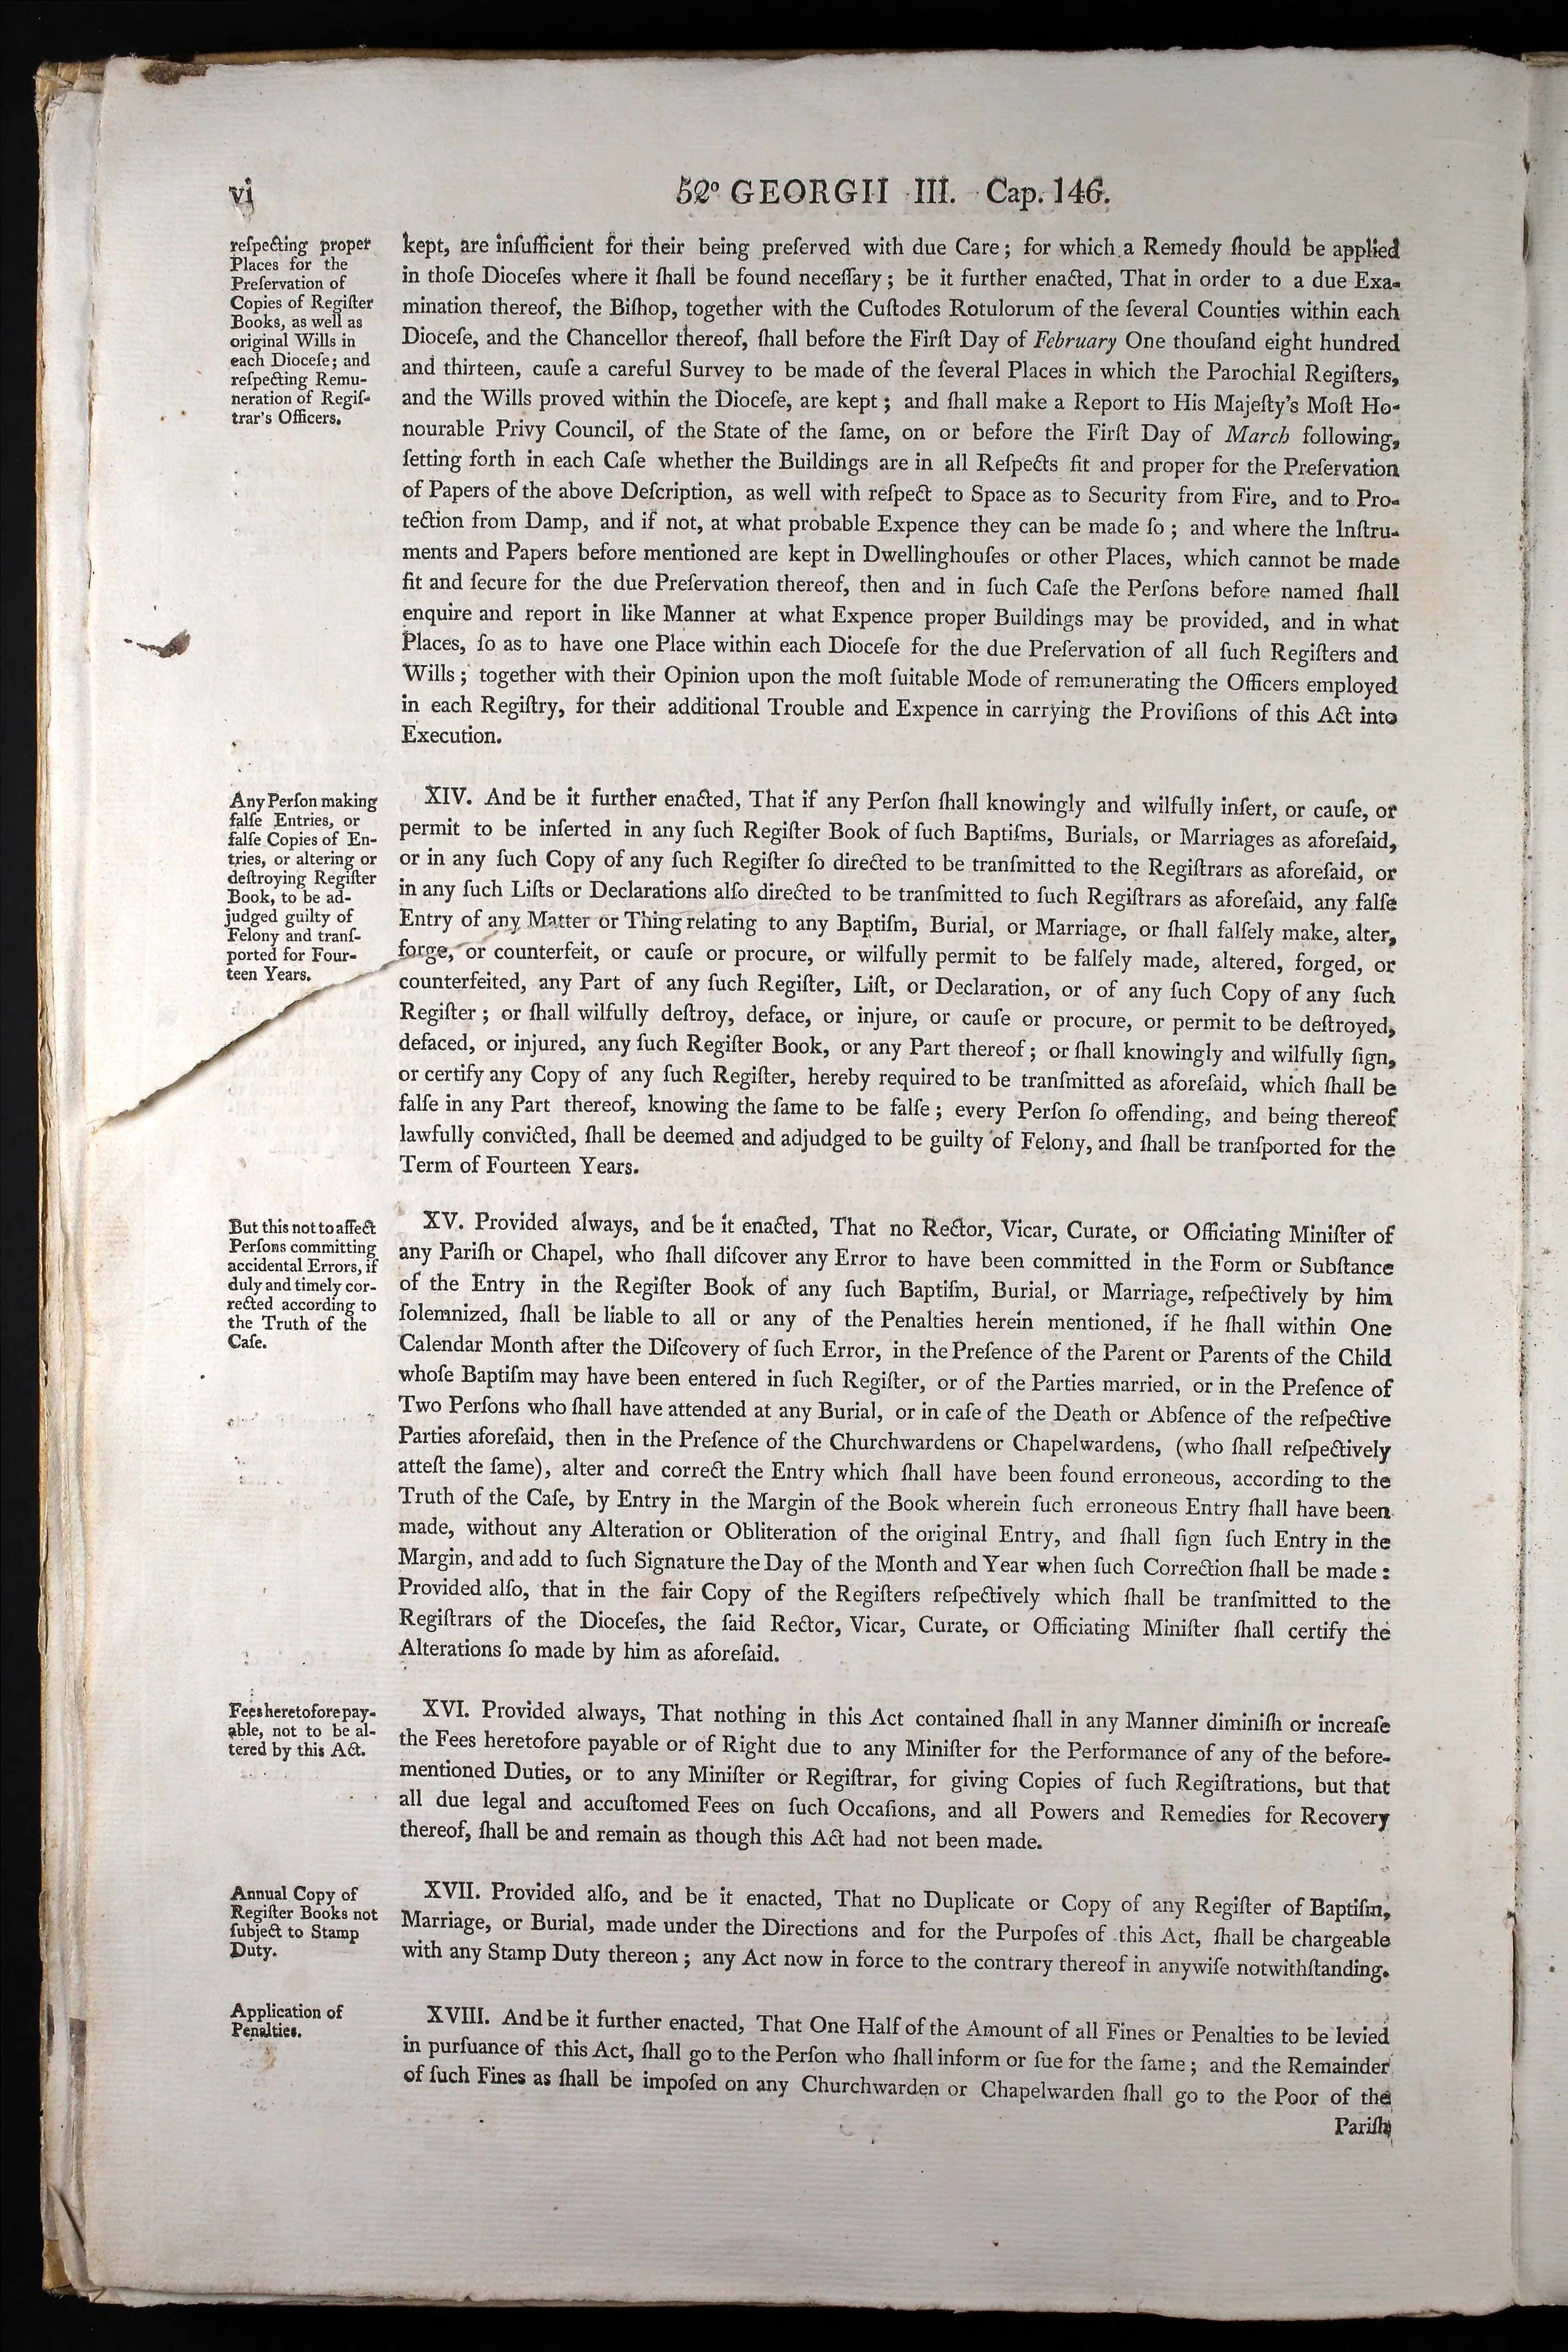 vi
52º GEORGII III. Cap. 146.
reſpecting proper
Places for the
Preſervation of
Copies of Regiſter
Books, as well as
original Wills in
each Dioceſe; and
reſpecting Remu-
neration of Regiſ-
trar's Officers.
kept, are inſufficient for their being preſerved with due Care; for which a Remedy ſhould be applied
in thoſe Dioceſes where it ſhall be found neceſſary; be it further enacted, That in order to a due Exa-
mination thereof, the Biſhop, together with the Cuſtodes Rotulorum of the ſeveral Counties within each
Dioceſe, and the Chancellor thereof, ſhall before the Firſt Day of February One thouſand eight hundred
and thirteen, cauſe a careful Survey to be made of the ſeveral Places in which the Parochial Regiſters,
and the Wills proved within the Dioceſe, are kept; and ſhall make a Report to His Majeſty's Moſt Ho-
nourable Privy Council, of the State of the ſame, on or before the Firſt Day of March following,
ſetting forth in each Caſe whether the Buildings are in all Reſpects fit and proper for the Preſervation
of Papers of the above Deſcription, as well with reſpect to Space as to Security from Fire, and to Pro-
tection from Damp, and if not, at what probable Expence they can be made ſo; and where the Inſtru-
ments and Papers before mentioned are kept in Dwellinghouſes or other Places, which cannot be made
fit and ſecure for the due Preſervation thereof, then and in ſuch Caſe the Perſons before named ſhall
enquire and report in like Manner at what Expence proper Buildings may be provided, and in what
Places, ſo as to have one Place within each Dioceſe for the due Preſervation of all ſuch Regiſters and
Wills; together with their Opinion upon the moſt ſuitable Mode of remunerating the Officers employed
in each Regiſtry, for their additional Trouble and Expence in carrying the Proviſions of this Act into
Execution.
Any Perſon making
falſe Entries, or
falſe Copies of En-
tries, or altering or
deſtroying Regiſter
Book, to be ad-
judged guilty of
Felony and tranſ-
ported for Four-
teen Years.
XIV. And be it further enacted, That if any Perſon ſhall knowingly and wilfully inſert, or cauſe, or
permit to be inſerted in any ſuch Regiſter Book of ſuch Baptiſms, Burials, or Marriages as aforeſaid,
or in any ſuch Copy of any ſuch Regiſter ſo directed to be tranſmitted to the Regiſtrars as aforeſaid, or
in any ſuch Liſts or Declarations alſo directed to be tranſmitted to ſuch Regiſtrars as aforeſaid, any falſe
Entry of any Matter or Thing relating to any Baptiſm, Burial, or Marriage, or ſhall falſely make, alter,
forge, or counterfeit, or cauſe or procure, or wilfully permit to be falſely made, altered, forged, or
counterfeited, any Part of any ſuch Regiſter, Liſt, or Declaration, or of any ſuch Copy of any ſuch
Regiſter; or ſhall wilfully deſtroy, deface, or injure, or cauſe or procure, or permit to be deſtroyed,
defaced, or injured, any ſuch Regiſter Book, or any Part thereof; or ſhall knowingly and wilfully ſign,
or certify any Copy of any ſuch Regiſter, hereby required to be tranſmitted as aforeſaid, which ſhall be
falſe in any Part thereof, knowing the ſame to be falſe; every Perſon ſo offending, and being thereof
lawfully convicted, ſhall be deemed and adjudged to be guilty of Felony, and ſhall be tranſported for the
Term of Fourteen Years.
But this not to affect
Perſons committing
accidental Errors, if
duly and timely cor-
rected according to
the Truth of the
Caſe.
XV. Provided always, and be it enacted, That no Rector, Vicar, Curate, or Officiating Miniſter of
any Pariſh or Chapel, who ſhall diſcover any Error to have been committed in the Form or Subſtance
of the Entry in the Regiſter Book of any ſuch Baptiſm, Burial, or Marriage, reſpectively by him
ſolemnized, ſhall be liable to all or any of the Penalties herein mentioned, if he ſhall within One
Calendar Month after the Diſcovery of ſuch Error, in the Preſence of the Parent or Parents of the Child
whoſe Baptiſm may have been entered in ſuch Regiſter, or of the Parties married, or in the Preſence of
Two Perſons who ſhall have attended at any Burial, or in caſe of the Death or Abſence of the reſpective
Parties aforeſaid, then in the Preſence of the Churchwardens or Chapelwardens, (who ſhall reſpectively
atteſt the ſame), alter and correct the Entry which ſhall have been found erroneous, according to the
Truth of the Caſe, by Entry in the Margin of the Book wherein ſuch erroneous Entry ſhall have been
made, without any Alteration or Obliteration of the original Entry, and ſhall ſign ſuch Entry in the
Margin, and add to ſuch Signature the Day of the Month and Year when ſuch Correction ſhall be made:
Provided alſo, that in the fair Copy of the Regiſters reſpectively which ſhall be tranſmitted to the
Regiſtrars of the Dioceſes, the ſaid Rector, Vicar, Curate, or Officiating Miniſter ſhall certify the
Alterations ſo made by him as aforeſaid.
Fees heretofore pay-
able, not to be al-
tered by this Act.
XVI. Provided always, That nothing in this Act contained ſhall in any Manner diminiſh or increaſe
the Fees heretofore payable or of Right due to any Miniſter for the Performance of any of the before-
mentioned Duties, or to any Miniſter or Regiſtrar, for giving Copies of ſuch Regiſtrations, but that
all due legal and accuſtomed Fees on ſuch Occaſions, and all Powers and Remedies for Recovery
thereof, ſhall be and remain as though this Act had not been made.
Annual Copy of
Regiſter Books not
ſubject to Stamp
Duty.
XVII. Provided alſo, and be it enacted, That no Duplicate or Copy of any Regiſter of Baptiſm,
Marriage, or Burial, made under the Directions and for the Purpoſes of this Act, ſhall be chargeable
with any Stamp Duty thereon; any Act now in force to the contrary thereof in anywiſe notwithſtanding.
Application of
Penalties.
XVIII. And be it further enacted, That One Half of the Amount of all Fines or Penalties to be levied
in purſuance of this Act, ſhall go to the Perſon who ſhall inform or ſue for the ſame; and the Remainder
of ſuch Fines as ſhall be impoſed on any Churchwarden or Chapelwarden ſhall go to the Poor of the
Pariſh